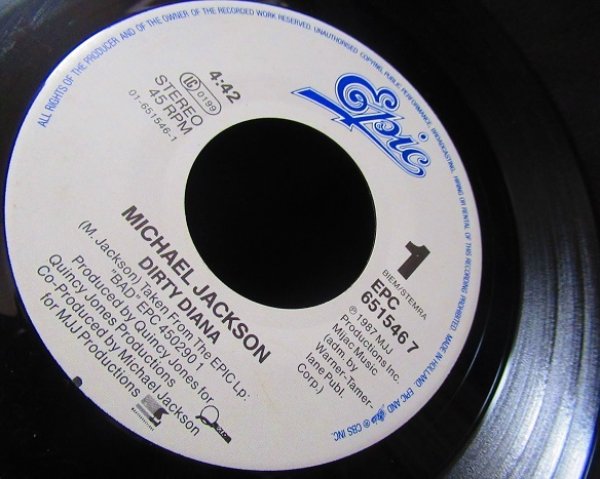 ALL RIGHTS OF THE PRODUCER AND OF THE OWNER OF THE RECORDED WORK RESERVED. UNAUTHORISED COPYING, PUBLIC PERFORMANCE, BROADCASTING, HIRING OR RENTAL OF THIS RECORDING PROHIBITED. MADE IN HOLLAND. EPIC AND
® CBS INC.
Epic
4:42
IC 0199
STEREO
45 RPM
01-651546-1
1
BIEM/STEMRA
EPC
651546 7
℗ 1987 MJJ
Productions Inc.
Mijac Music
(adm. by
Warner-Tamer-
lane Publ.
Corp.)
MICHAEL JACKSON
DIRTY DIANA
(M. Jackson) Taken From The EPIC Lp:
"BAD" EPC 450290 1
Produced by Quincy Jones for
Quincy Jones Productions
Co-Produced by Michael Jackson
for MJJ Productions